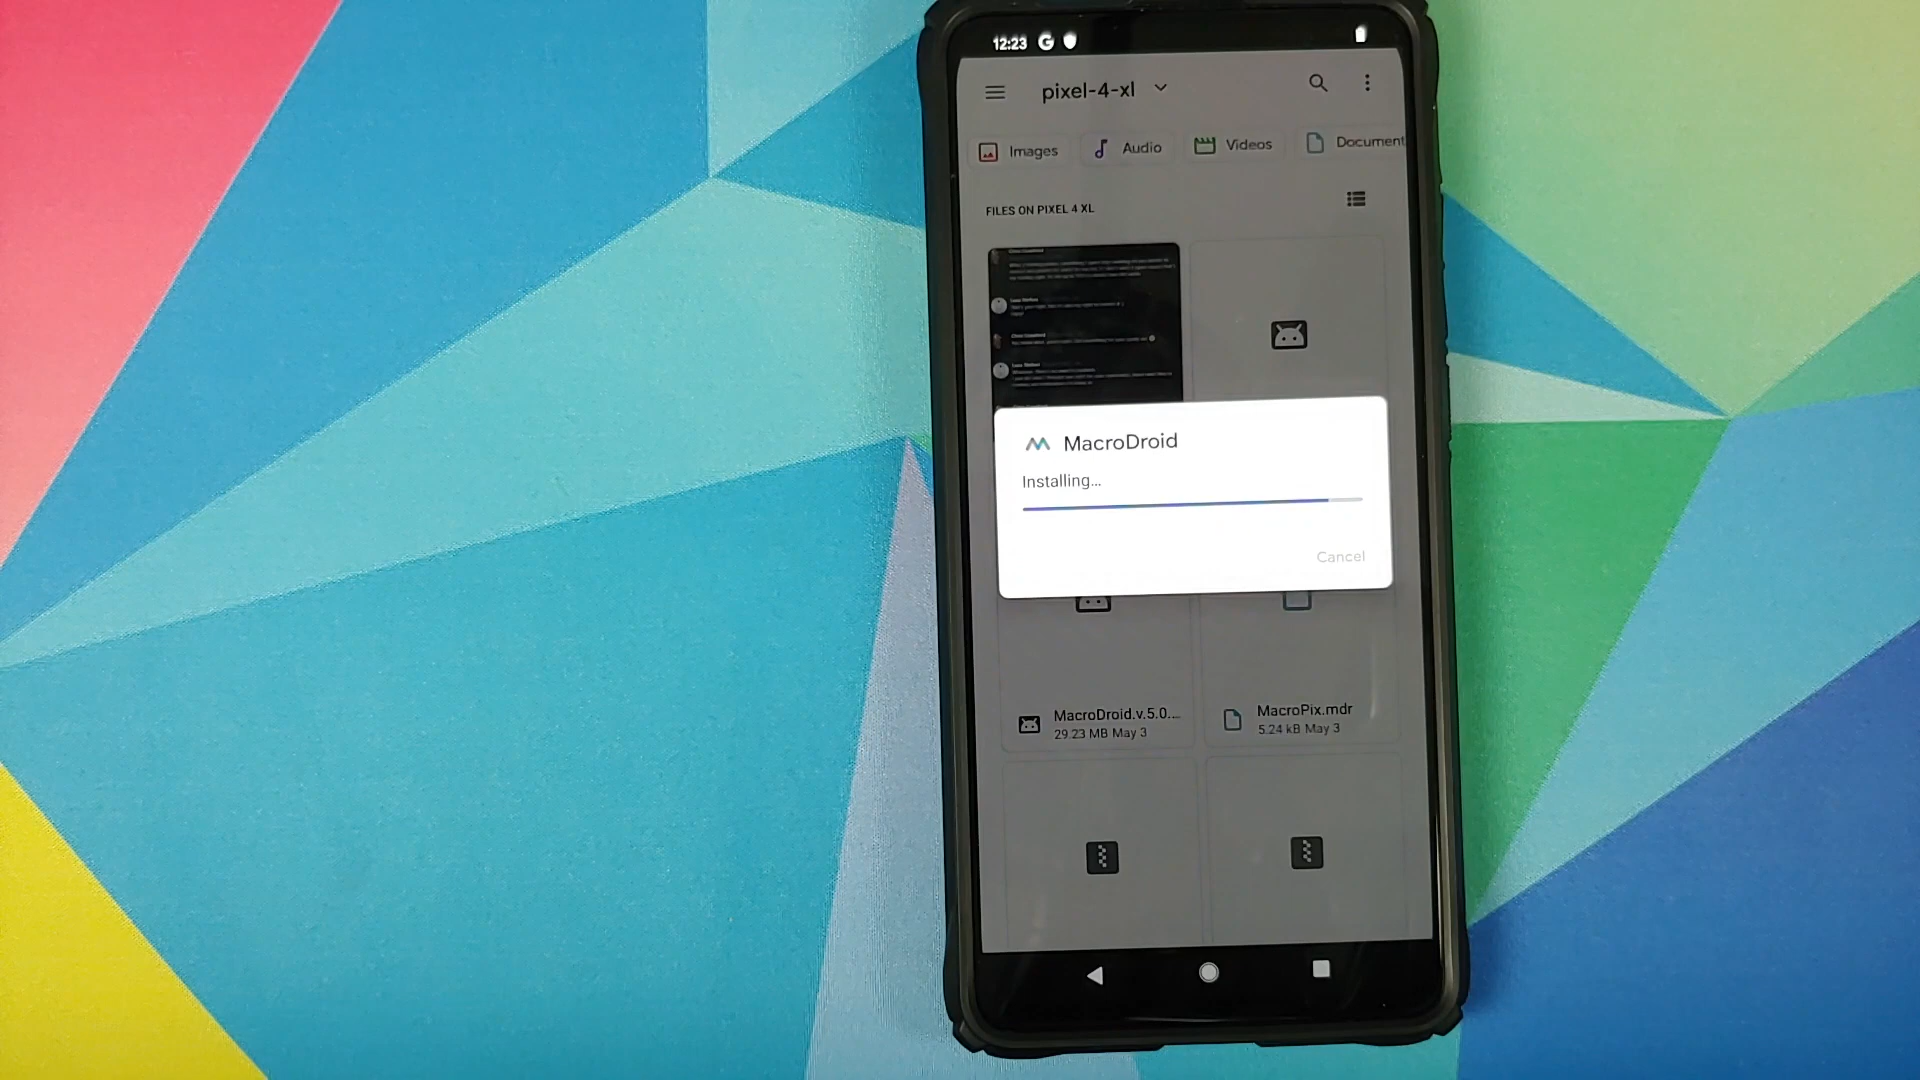 12:23
pixel-4-xl
Images
Audio
Videos
Document
FILES ON PIXEL 4 XL
MacroDroid
Installing...
Cancel
MacroDroid.v.5.0....
29.23 MB May 3
MacroPix.mdr
5.24 kB May 3